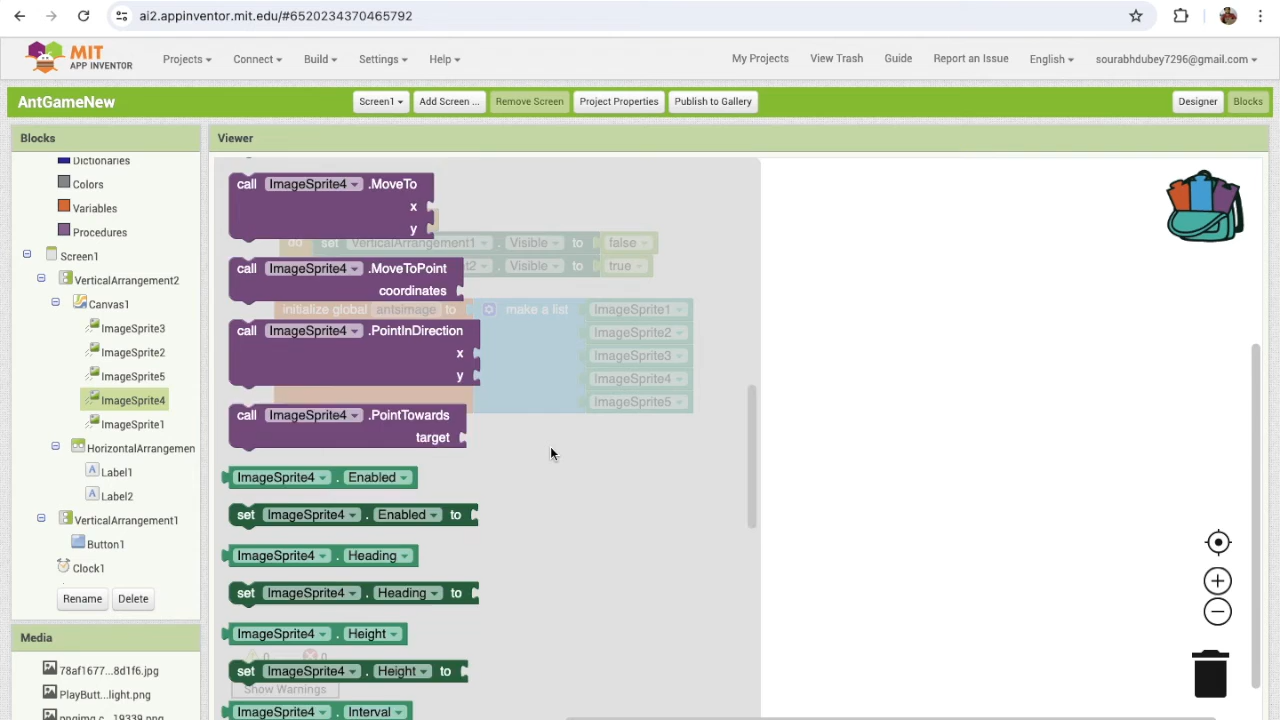 ai2.appinventor.mit.edu/#6520234370465792
MIT
APP INVENTOR
Projects
Connect
Build
Settings
Help
My Projects
View Trash
Guide
Report an Issue
English
sourabhdubey7296@gmail.com
AntGameNew
Screen1
Add Screen ...
Remove Screen
Project Properties
Publish to Gallery
Designer
Blocks
Blocks
Dictionaries
Colors
Variables
Procedures
Screen1
VerticalArrangement2
Canvas1
ImageSprite3
ImageSprite2
ImageSprite5
ImageSprite4
ImageSprite1
HorizontalArrangemen
Label1
Label2
VerticalArrangement1
Button1
Clock1
Rename
Delete
Media
78af1677...8d1f6.jpg
PlayButt...light.png
Viewer
call ImageSprite4 .MoveTo
x
y
do set VerticalArrangement1 . Visible to false
t2 . Visible to true
call ImageSprite4 .MoveToPoint
coordinates
initialize global antsimage to make a list ImageSprite1
ImageSprite2
ImageSprite3
ImageSprite4
ImageSprite5
call ImageSprite4 .PointInDirection
x
y
call ImageSprite4 .PointTowards
target
ImageSprite4 . Enabled
set ImageSprite4 . Enabled to
ImageSprite4 . Heading
set ImageSprite4 . Heading to
ImageSprite4 . Height
0 0
set ImageSprite4 . Height to
Show Warnings
ImageSprite4 . Interval